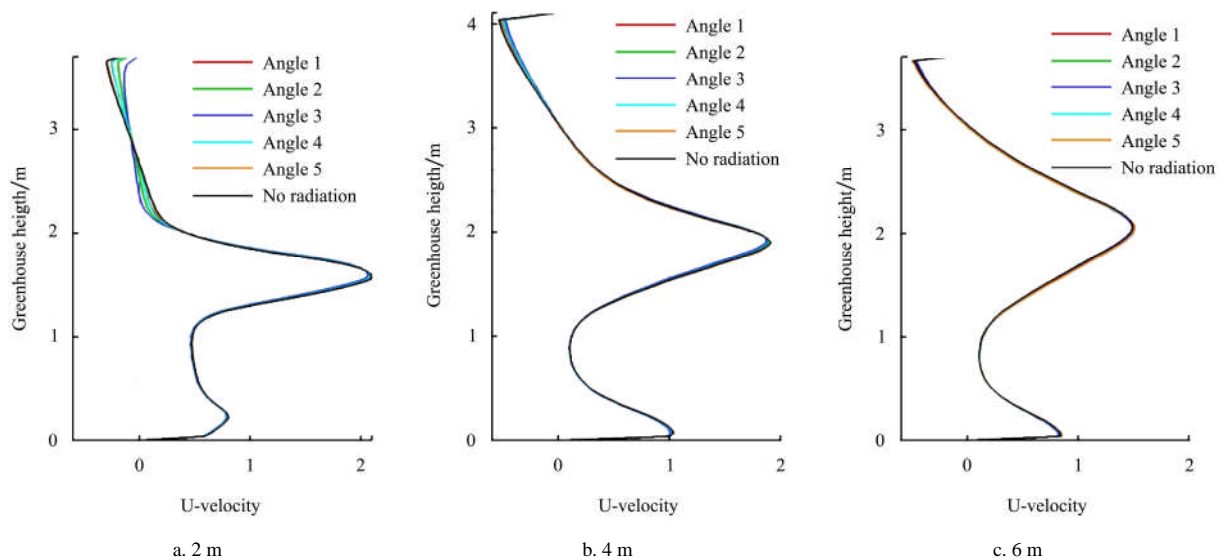 Greenhouse heigth/m
3
2
1
0
Angle 1
Angle 2
Angle 3
Angle 4
Angle 5
No radiation
0 1 2
U-velocity
a. 2 m
Greenhouse heigth/m
4
3
2
1
0
Angle 1
Angle 2
Angle 3
Angle 4
Angle 5
No radiation
0 1 2
U-velocity
b. 4 m
Greenhouse height/m
3
2
1
0
Angle 1
Angle 2
Angle 3
Angle 4
Angle 5
No radiation
0 1 2
U-velocity
c. 6 m